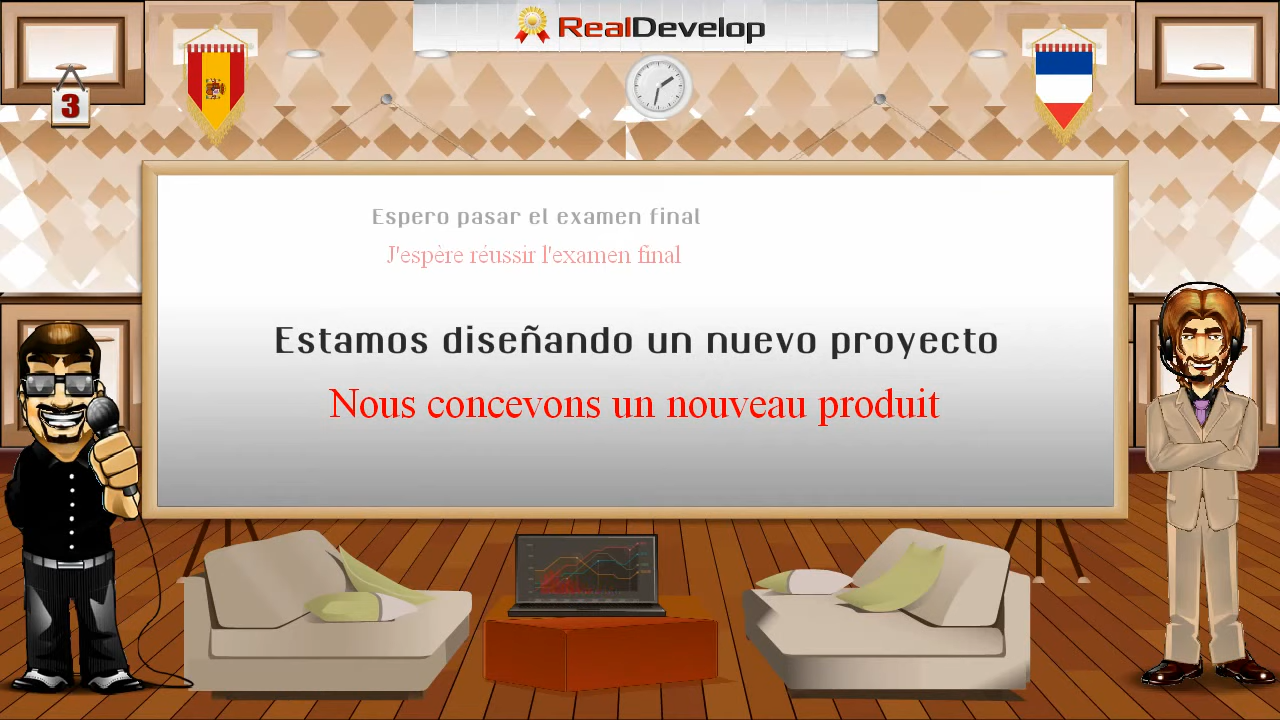 RealDevelop
3
Espero pasar el examen final
J'espère réussir l'examen final
Estamos diseñando un nuevo proyecto
Nous concevons un nouveau produit